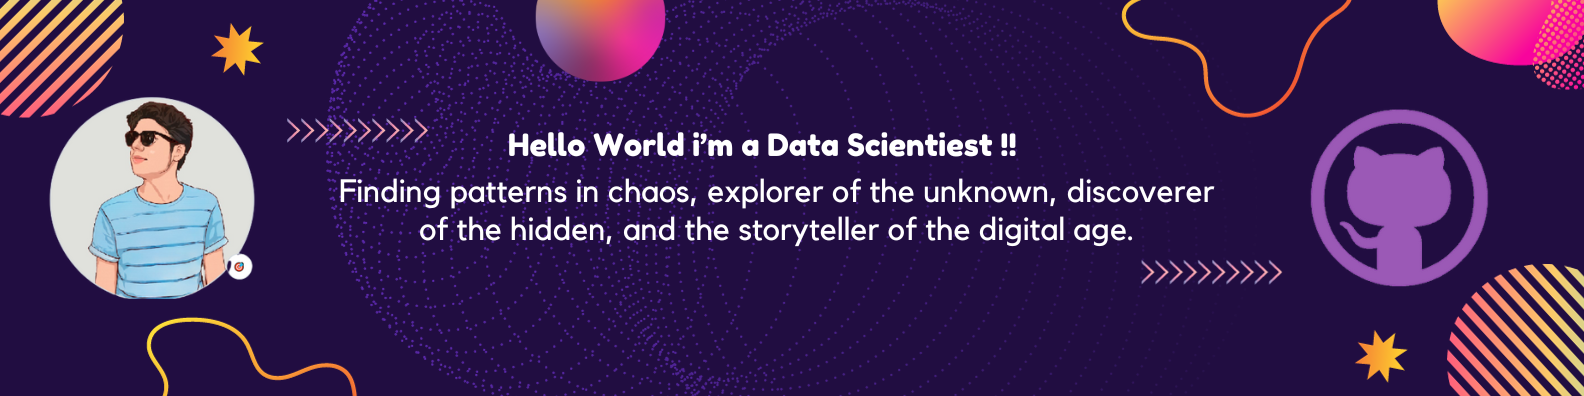 Hello World i'm a Data Scientiest !!
Finding patterns in chaos, explorer of the unknown, discoverer
of the hidden, and the storyteller of the digital age.